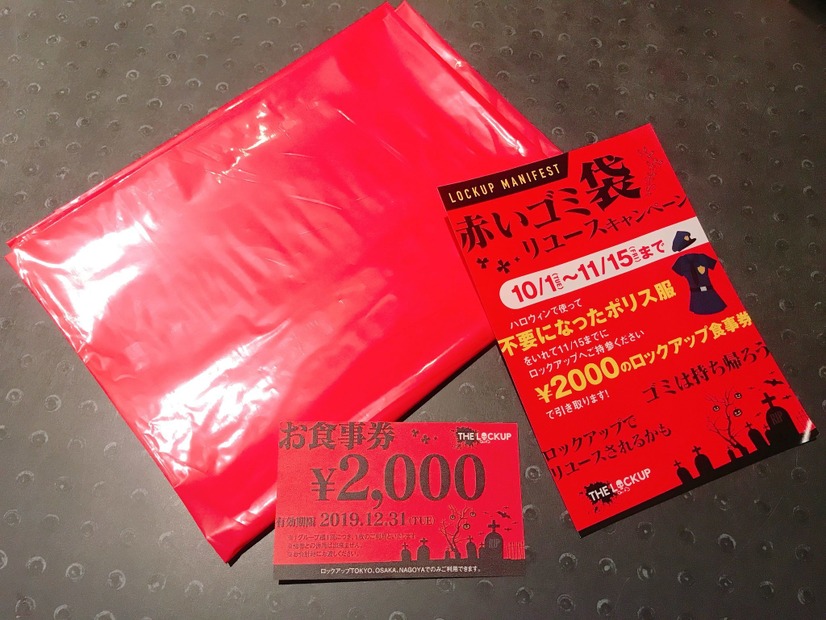 LOCKUP MANIFEST
赤いゴミ袋
リユースキャンペーン
10/1(TUE)〜11/15(FRI)まで
ハロウィンで使って
不要になったポリス服
をいれて11/15までに
ロックアップへご持参ください
¥2000のロックアップ食事券
で引き取ります!
ゴミは持ち帰ろう
ロックアップで
リユースされるかも
THE LOCKUP
お食事券
THE LOCKUP
¥2,000
有効期限 2019.12.31(TUE)
ロックアップTOKYO、OSAKA、NAGOYAでのみご利用できます。